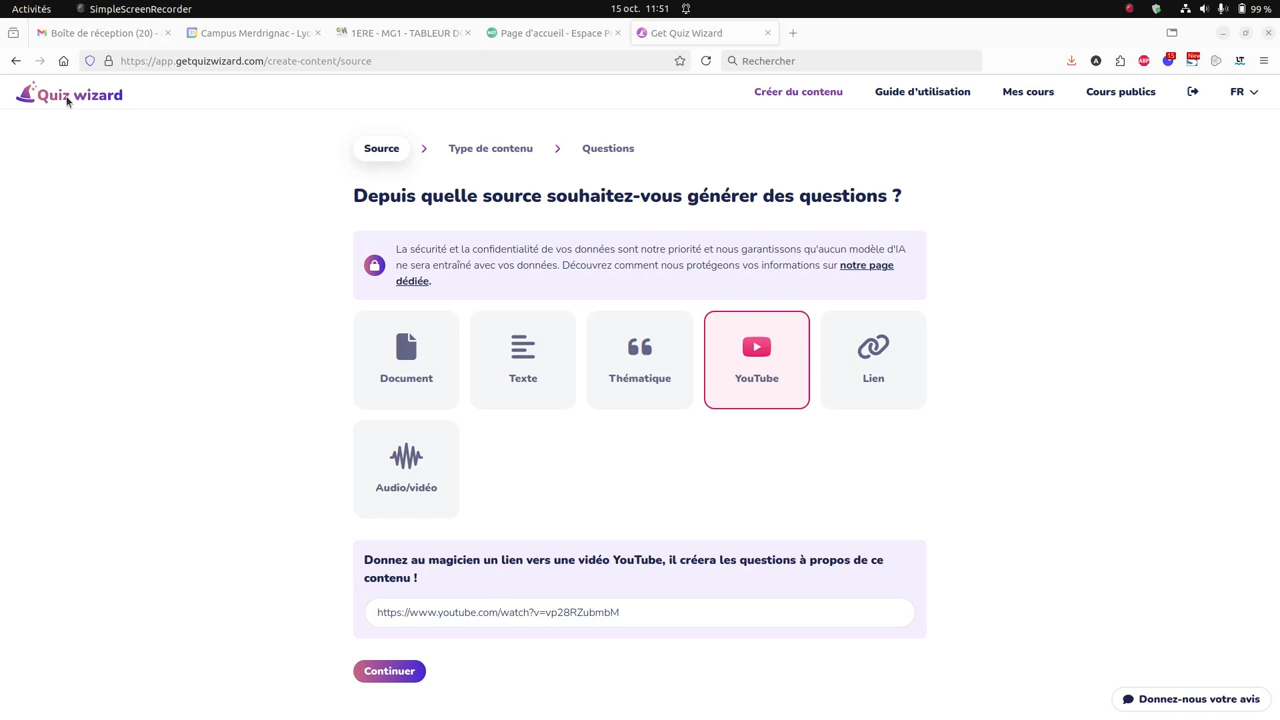 Activités
SimpleScreenRecorder
15 oct. 11:51
99 %
Boîte de réception (20) -
Campus Merdrignac - Lyc
1ERE - MG1 - TABLEUR D
Page d'accueil - Espace P
Get Quiz Wizard
https://app.getquizwizard.com/create-content/source
Rechercher
ABP
15
New
LT
Quiz wizard
Créer du contenu
Guide d'utilisation
Mes cours
Cours publics
FR
Source
Type de contenu
Questions
Depuis quelle source souhaitez-vous générer des questions ?
La sécurité et la confidentialité de vos données sont notre priorité et nous garantissons qu'aucun modèle d'IA
ne sera entraîné avec vos données. Découvrez comment nous protégeons vos informations sur notre page
dédiée.
Document
Texte
Thématique
YouTube
Lien
Audio/vidéo
Donnez au magicien un lien vers une vidéo YouTube, il créera les questions à propos de ce
contenu !
https://www.youtube.com/watch?v=vp28RZubmbM
Continuer
Donnez-nous votre avis